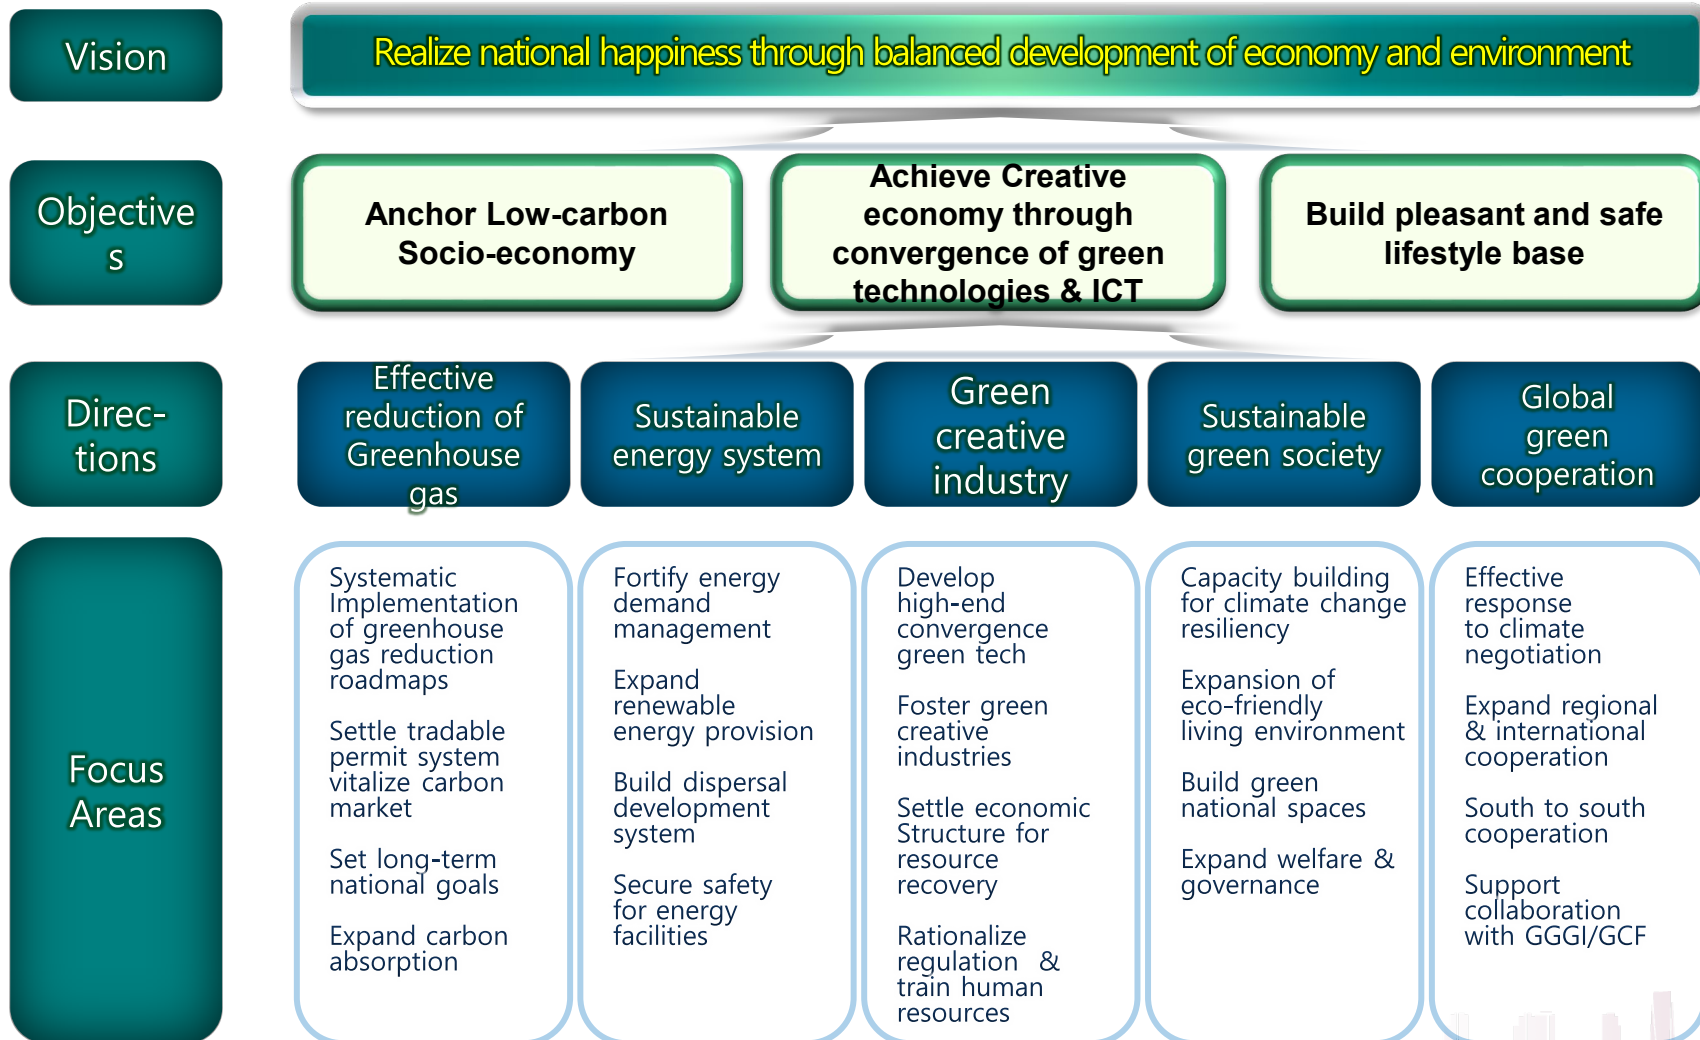 Vision
Realize national happiness through balanced development of economy and environment
Objective
s
Anchor Low-carbon
Socio-economy
Achieve Creative
economy through
convergence of green
technologies & ICT
Build pleasant and safe
lifestyle base
Direc-
tions
Effective
reduction of
Greenhouse
gas
Sustainable
energy system
Green
creative
industry
Sustainable
green society
Global
green
cooperation
Focus
Areas
Systematic
Implementation
of greenhouse
gas reduction
roadmaps
Settle tradable
permit system
vitalize carbon
market
Set long-term
national goals
Expand carbon
absorption
Fortify energy
demand
management
Expand
renewable
energy provision
Build dispersal
development
system
Secure safety
for energy
facilities
Develop
high-end
convergence
green tech
Foster green
creative
industries
Settle economic
Structure for
resource
recovery
Rationalize
regulation &
train human
resources
Capacity building
for climate change
resiliency
Expansion of
eco-friendly
living environment
Build green
national spaces
Expand welfare &
governance
Effective
response
to climate
negotiation
Expand regional
& international
cooperation
South to south
cooperation
Support
collaboration
with GGGI/GCF